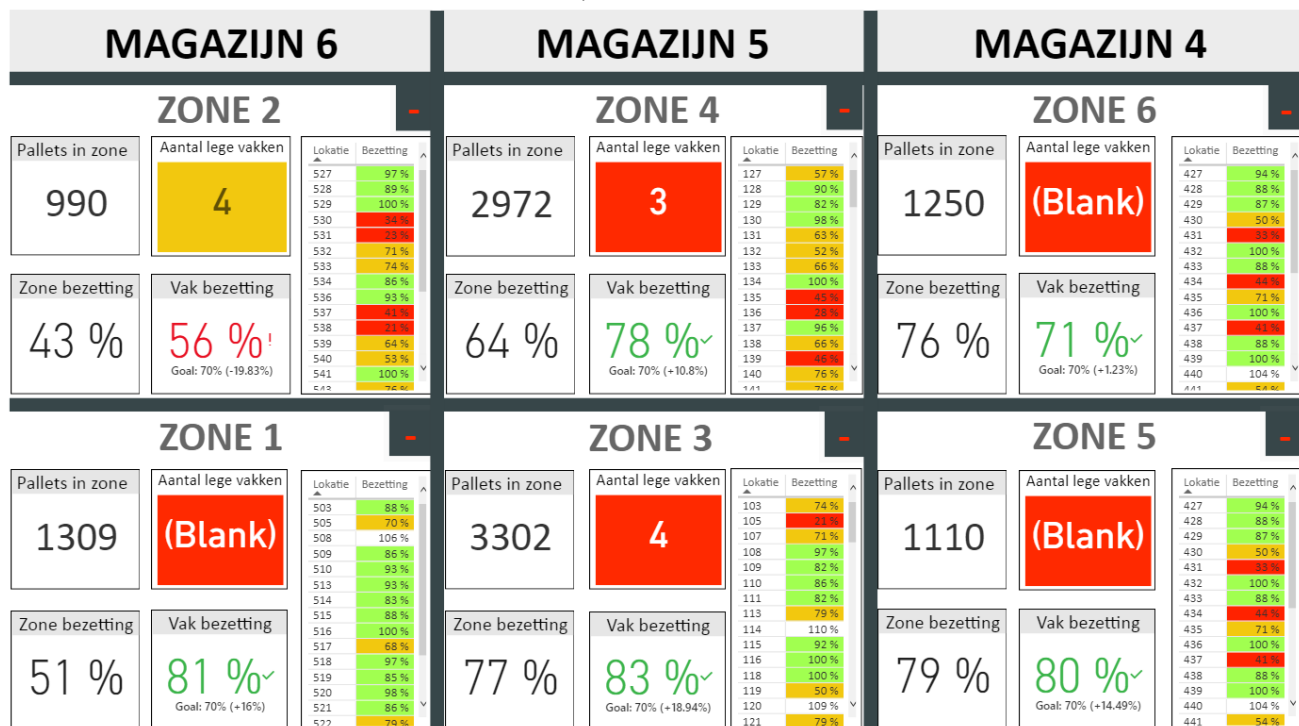 MAGAZIJN 6
MAGAZIJN 5
MAGAZIJN 4
ZONE 2
-
Pallets in zone
990
Aantal lege vakken
4
Zone bezetting
43 %
Vak bezetting
56 %!
Goal: 70% (-19.83%)
Lokatie Bezetting
527 97 %
528 89 %
529 100 %
530 34 %
531 23 %
532 71 %
533 74 %
534 86 %
536 93 %
537 41 %
538 21 %
539 64 %
540 53 %
541 100 %
543 76 %
ZONE 4
-
Pallets in zone
2972
Aantal lege vakken
3
Zone bezetting
64 %
Vak bezetting
78 %
Goal: 70% (+10.8%)
Lokatie Bezetting
127 57 %
128 90 %
129 82 %
130 98 %
131 63 %
132 52 %
133 66 %
134 100 %
135 45 %
136 28 %
137 96 %
138 66 %
139 46 %
140 76 %
141 76 %
ZONE 6
-
Pallets in zone
1250
Aantal lege vakken
(Blank)
Zone bezetting
76 %
Vak bezetting
71 %
Goal: 70% (+1.23%)
Lokatie Bezetting
427 94 %
428 88 %
429 87 %
430 50 %
431 33 %
432 100 %
433 88 %
434 44 %
435 71 %
436 100 %
437 41 %
438 88 %
439 100 %
440 104 %
441 54 %
ZONE 1
-
Pallets in zone
1309
Aantal lege vakken
(Blank)
Zone bezetting
51 %
Vak bezetting
81 %
Goal: 70% (+16%)
Lokatie Bezetting
503 88 %
505 70 %
508 106 %
509 86 %
510 93 %
513 93 %
514 83 %
515 88 %
516 100 %
517 68 %
518 97 %
519 85 %
520 98 %
521 86 %
522 79 %
ZONE 3
-
Pallets in zone
3302
Aantal lege vakken
4
Zone bezetting
77 %
Vak bezetting
83 %
Goal: 70% (+18.94%)
Lokatie Bezetting
103 74 %
105 21 %
107 71 %
108 97 %
109 82 %
110 86 %
111 82 %
113 79 %
114 110 %
115 92 %
116 100 %
118 100 %
119 50 %
120 109 %
121 79 %
ZONE 5
-
Pallets in zone
1110
Aantal lege vakken
(Blank)
Zone bezetting
79 %
Vak bezetting
80 %
Goal: 70% (+14.49%)
Lokatie Bezetting
427 94 %
428 88 %
429 87 %
430 50 %
431 33 %
432 100 %
433 88 %
434 44 %
435 71 %
436 100 %
437 41 %
438 88 %
439 100 %
440 104 %
441 54 %